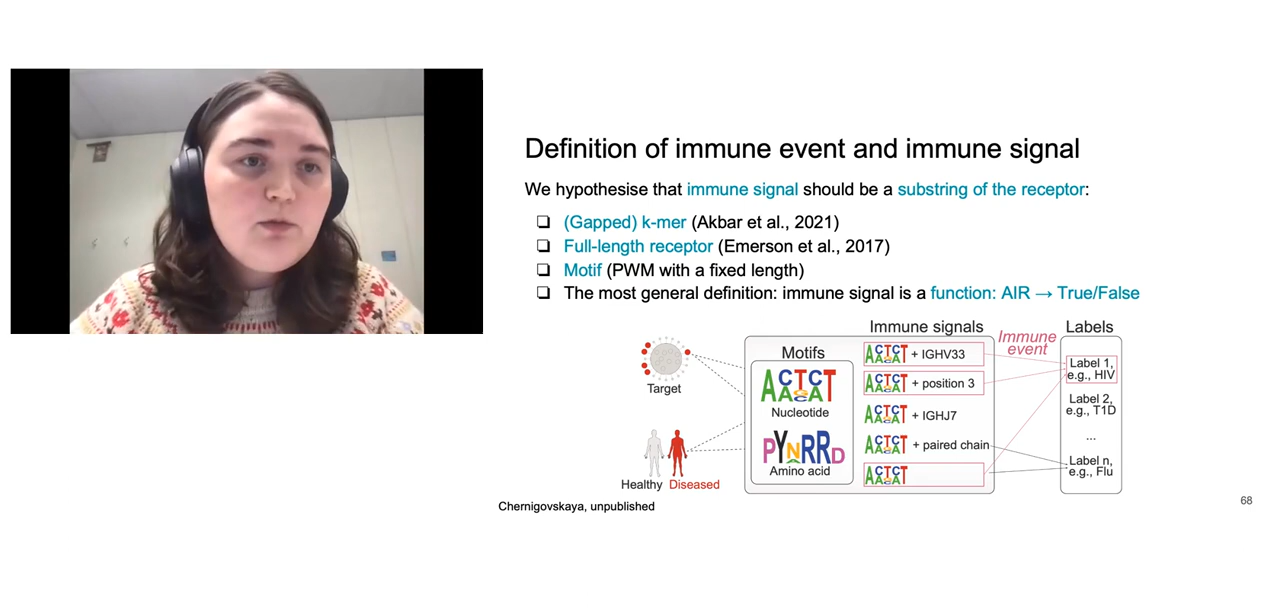 Definition of immune event and immune signal
We hypothesise that immune signal should be a substring of the receptor:
❑ (Gapped) k-mer (Akbar et al., 2021)
❑ Full-length receptor (Emerson et al., 2017)
❑ Motif (PWM with a fixed length)
❑ The most general definition: immune signal is a function: AIR → True/False
Target
Healthy Diseased
Motifs
Nucleotide
PYNRRD
Amino acid
Immune signals
+ IGHV33
+ position 3
+ IGHJ7
+ paired chain
Immune
event
Labels
Label 1,
e.g., HIV
Label 2,
e.g., T1D
...
Label n,
e.g., Flu
Chernigovskaya, unpublished
68